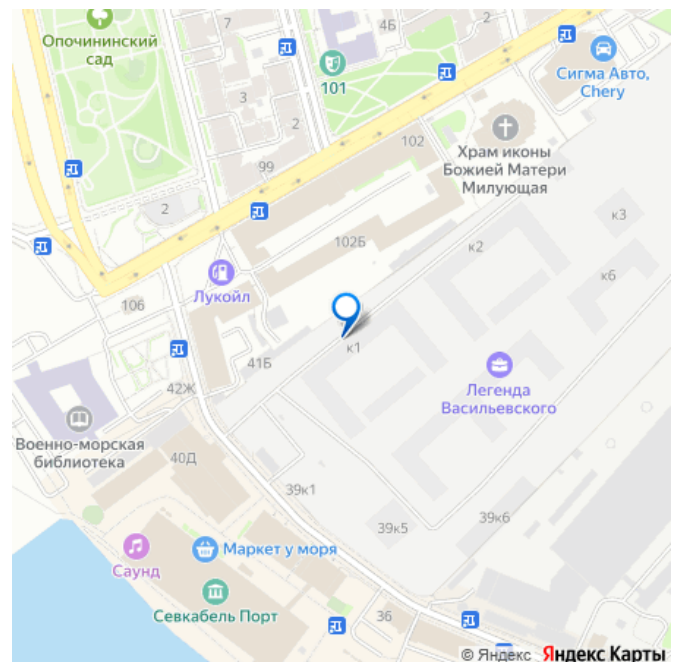 7
4Б
Опочининский
сад
101
Сигма Авто,
Chery
3
2
102
Храм иконы
Божией Матери
Милующая
99
2
к3
102Б
к2
Лукойл
к6
106
к1
41Б
Легенда
Васильевского
42Ж
Военно-морская
библиотека
40Д
39к1
39к5
39к6
Маркет у моря
Саунд
Севкабель Порт
36
© Яндекс Яндекс Карты